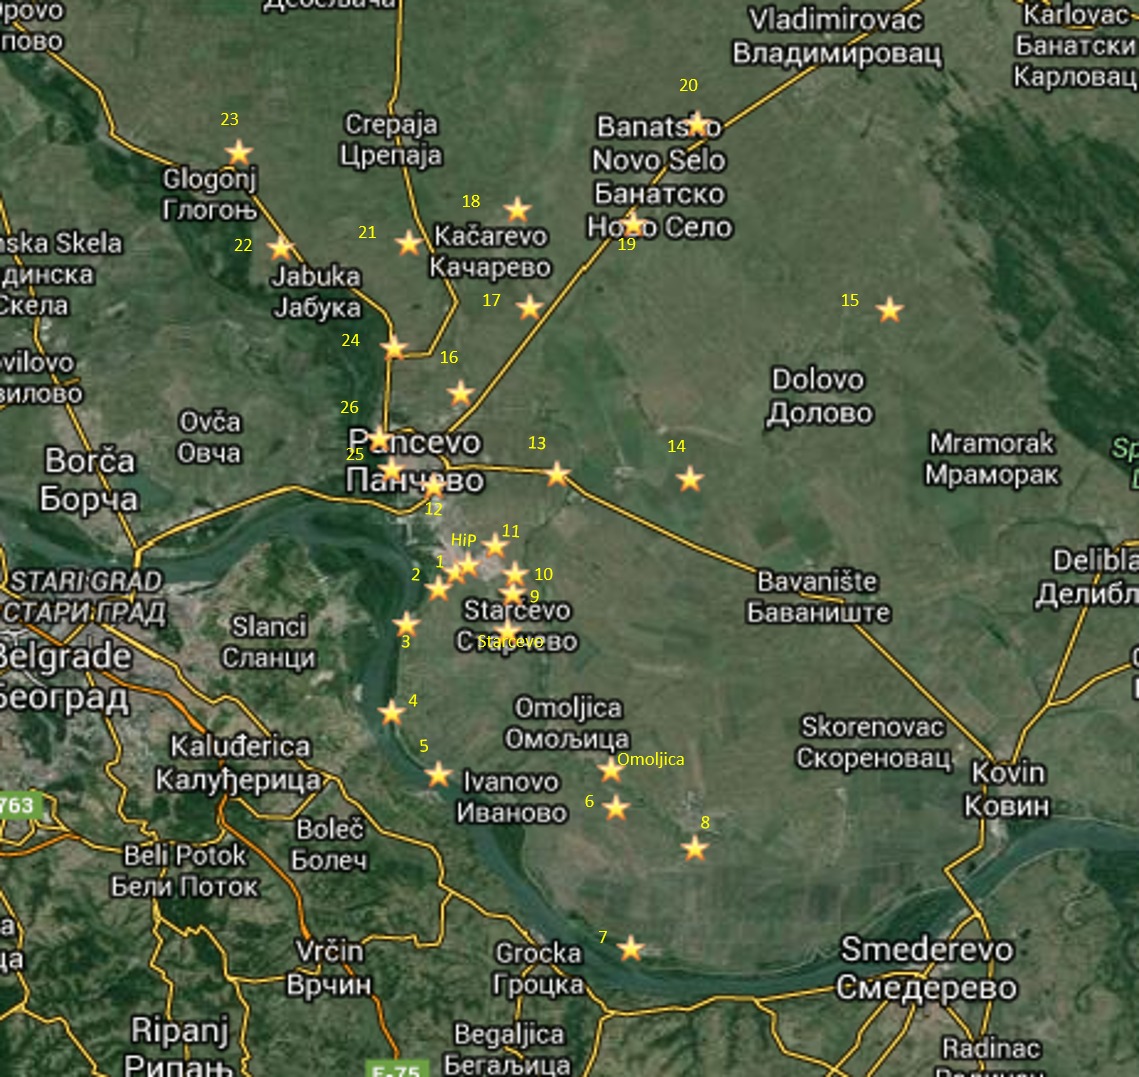 Vladimirovac
Владимировац
Karlovac
Банатски
Карловац
20
23
Crepaja
Црепаја
Banatsko
Novo Selo
Банатско
Ново Село
Glogonj
Глогоњ
18
21
22
Kačarevo
Качарево
19
Jabuka
Јабука
17
15
24
16
Dolovo
Долово
26
Ovča
Овча
Pancevo
Панчево
13
14
25
Mramorak
Мраморак
Borča
Борча
12
11
HiP
1
2
10
9
STARI GRAD
СТАРИ ГРАД
Bavanište
Баваниште
Starčevo
Starcevo
Slanci
Сланци
3
Belgrade
Београд
4
Omoljica
Омољица
Skorenovac
Скореновац
5
Omoljica
Kaluđerica
Калуђерица
Ivanovo
Иваново
Kovin
Ковин
6
8
763
Boleč
Болеч
Beli Potok
Бели Поток
7
Vrčin
Врчин
Grocka
Гроцка
Smederevo
Смедерево
Ripanj
Рипањ
Begaljica
Бегаљица
Radinac
E-75